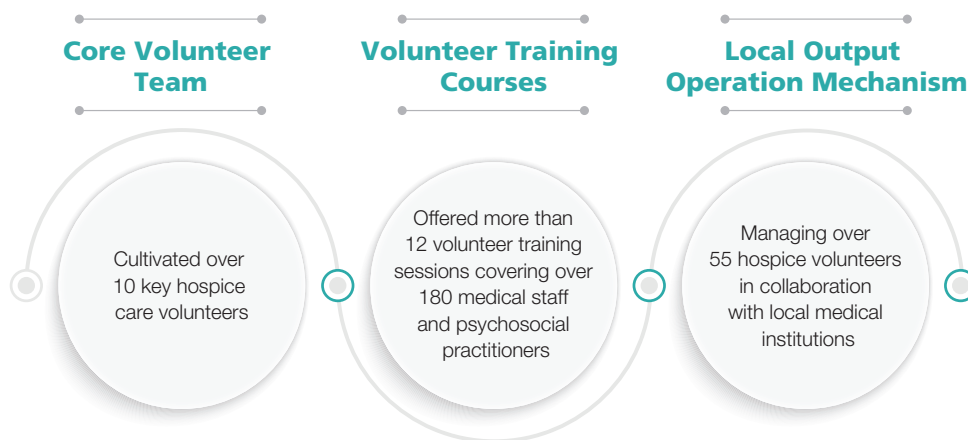 Core Volunteer
Team
Cultivated over
10 key hospice
care volunteers
Volunteer Training
Courses
Offered more than
12 volunteer training
sessions covering over
180 medical staff
and psychosocial
practitioners
Local Output
Operation Mechanism
Managing over
55 hospice volunteers
in collaboration
with local medical
institutions